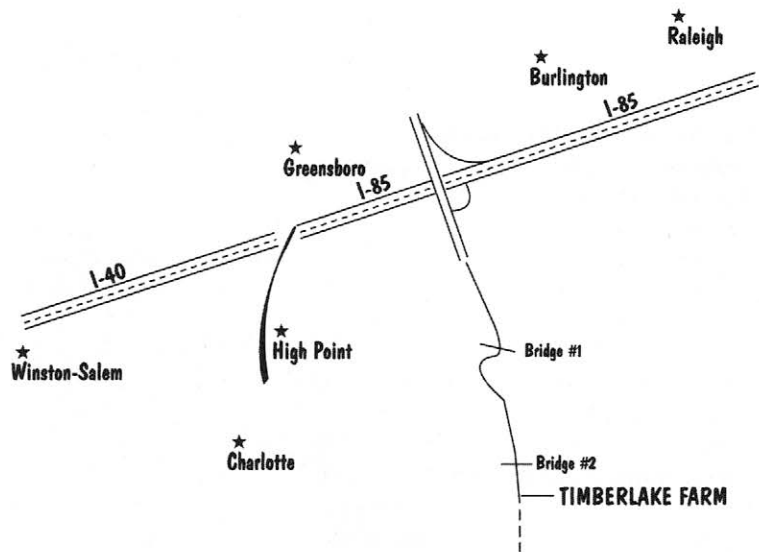 Raleigh
Burlington
I-85
Greensboro
I-85
I-40
High Point
Bridge #1
Winston-Salem
Charlotte
Bridge #2
TIMBERLAKE FARM